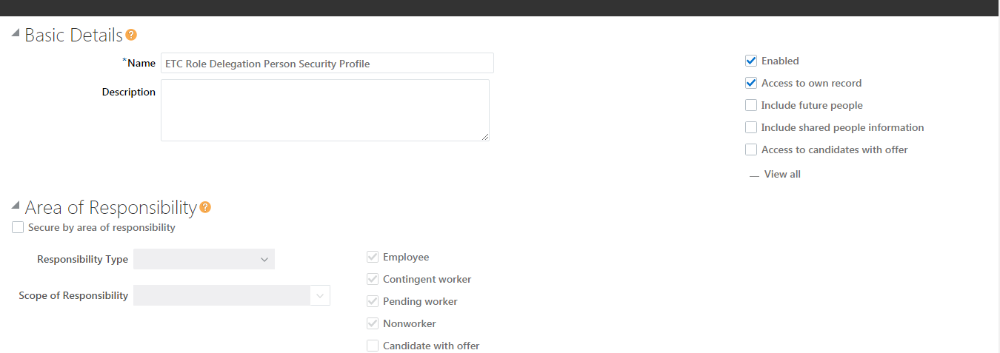 Basic Details ?
*Name ETC Role Delegation Person Security Profile
Description
Enabled
Access to own record
Include future people
Include shared people information
Access to candidates with offer
View all
Area of Responsibility ?
Secure by area of responsibility
Responsibility Type
Scope of Responsibility
Employee
Contingent worker
Pending worker
Nonworker
Candidate with offer